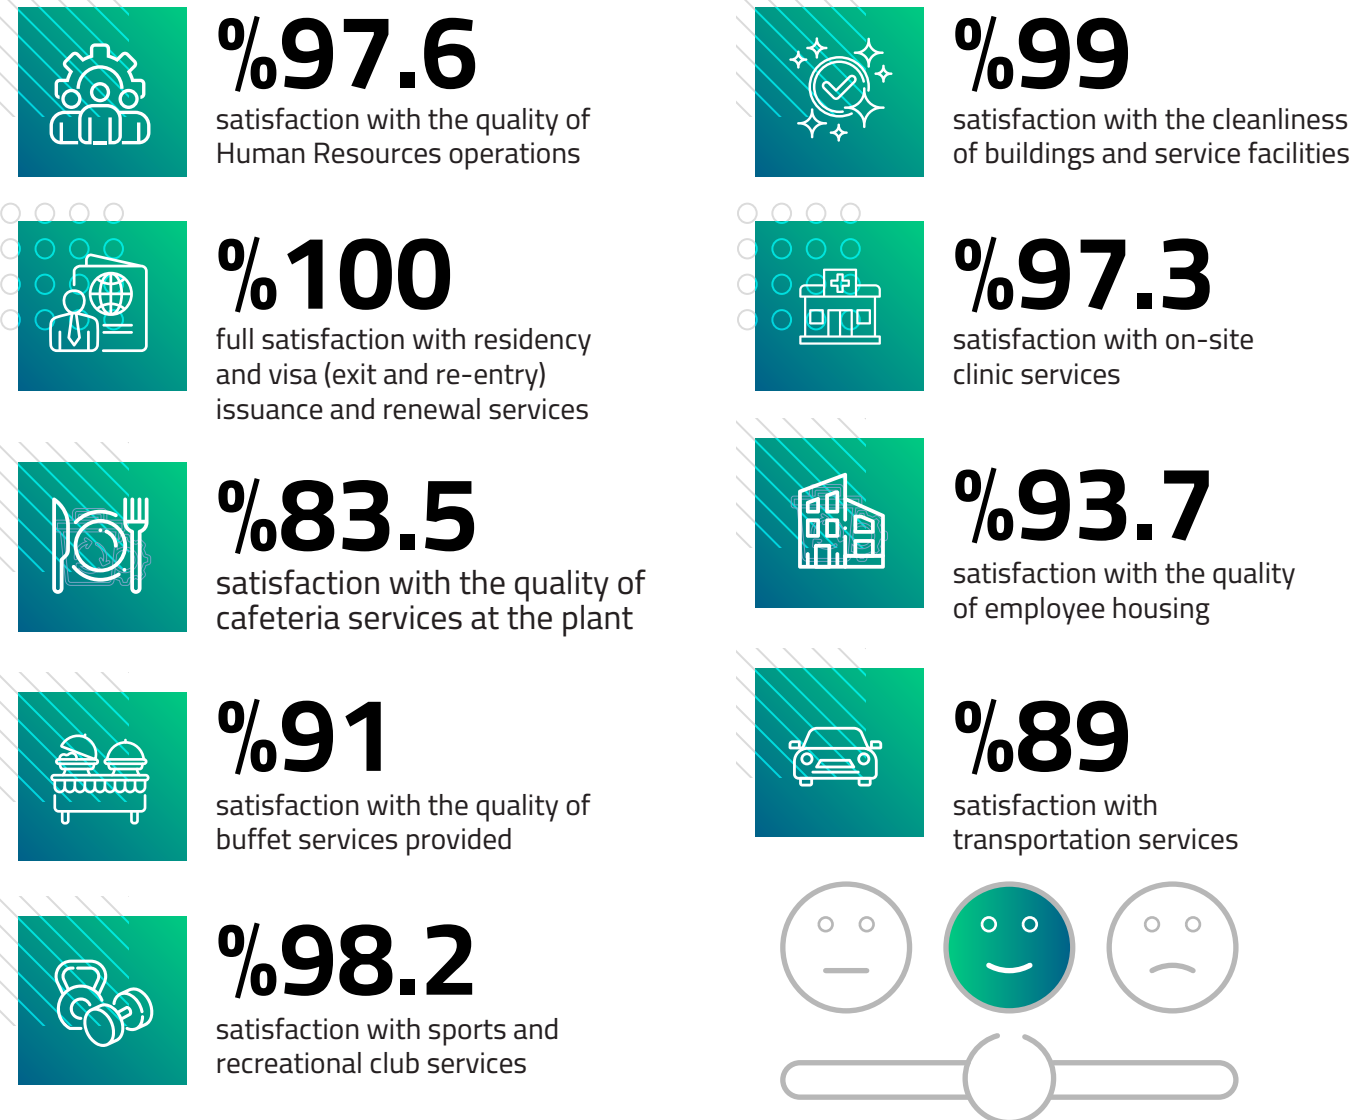 %97.6
satisfaction with the quality of
Human Resources operations
%100
full satisfaction with residency
and visa (exit and re-entry)
issuance and renewal services
%83.5
satisfaction with the quality of
cafeteria services at the plant
%91
satisfaction with the quality of
buffet services provided
%98.2
satisfaction with sports and
recreational club services
%99
satisfaction with the cleanliness
of buildings and service facilities
%97.3
satisfaction with on-site
clinic services
%93.7
satisfaction with the quality
of employee housing
%89
satisfaction with
transportation services